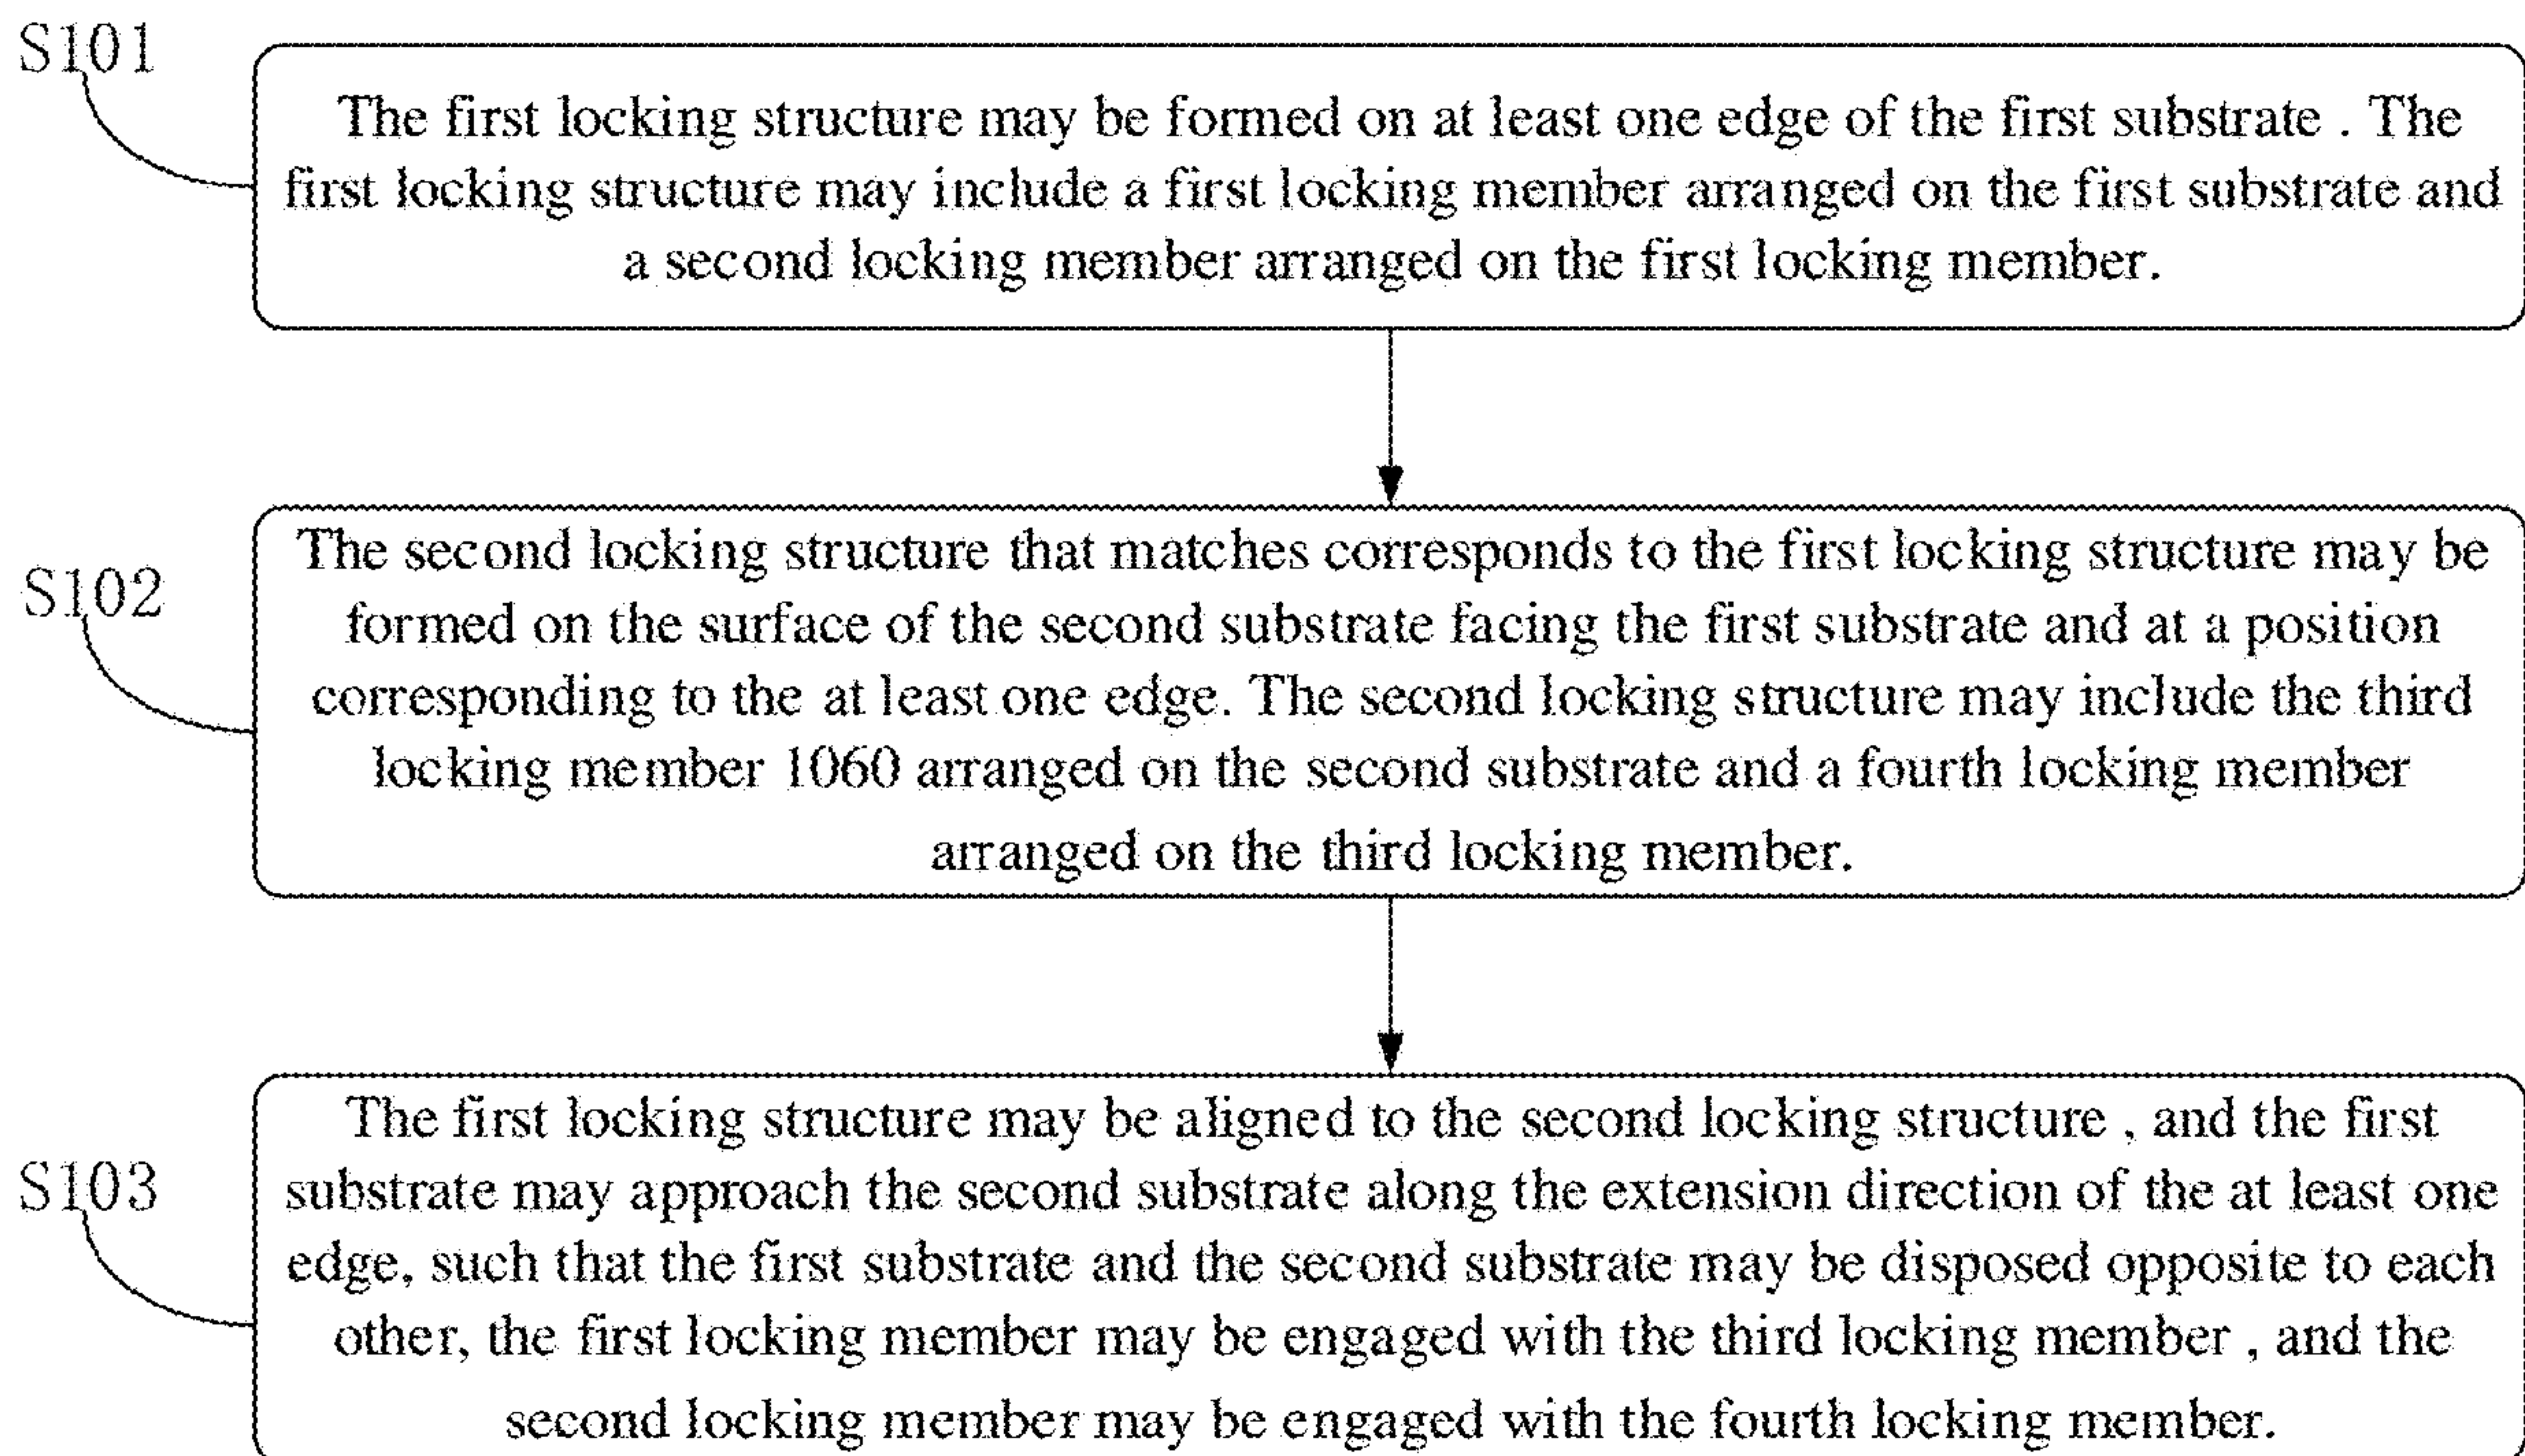 S101
The first locking structure may be formed on at least one edge of the first substrate . The
first locking structure may include a first locking member arranged on the first substrate and
a second locking member arranged on the first locking member.
S102
The second locking structure that matches corresponds to the first locking structure may be
formed on the surface of the second substrate facing the first substrate and at a position
corresponding to the at least one edge. The second locking structure may include the third
locking member 1060 arranged on the second substrate and a fourth locking member
arranged on the third locking member.
S103
The first locking structure may be aligned to the second locking structure , and the first
substrate may approach the second substrate along the extension direction of the at least one
edge, such that the first substrate and the second substrate may be disposed opposite to each
other, the first locking member may be engaged with the third locking member , and the
second locking member may be engaged with the fourth locking member.